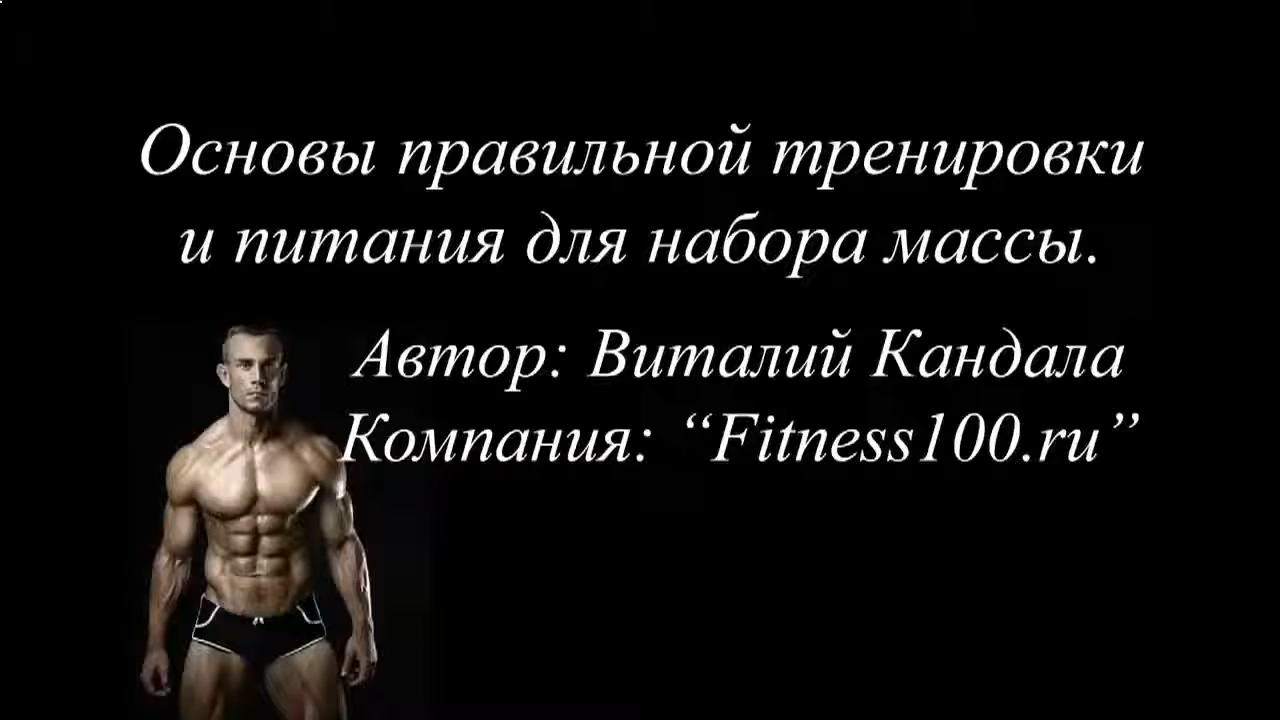 Основы правильной тренировки
и питания для набора массы.
Автор: Виталий Кандала
Компания: “Fitness100.ru”